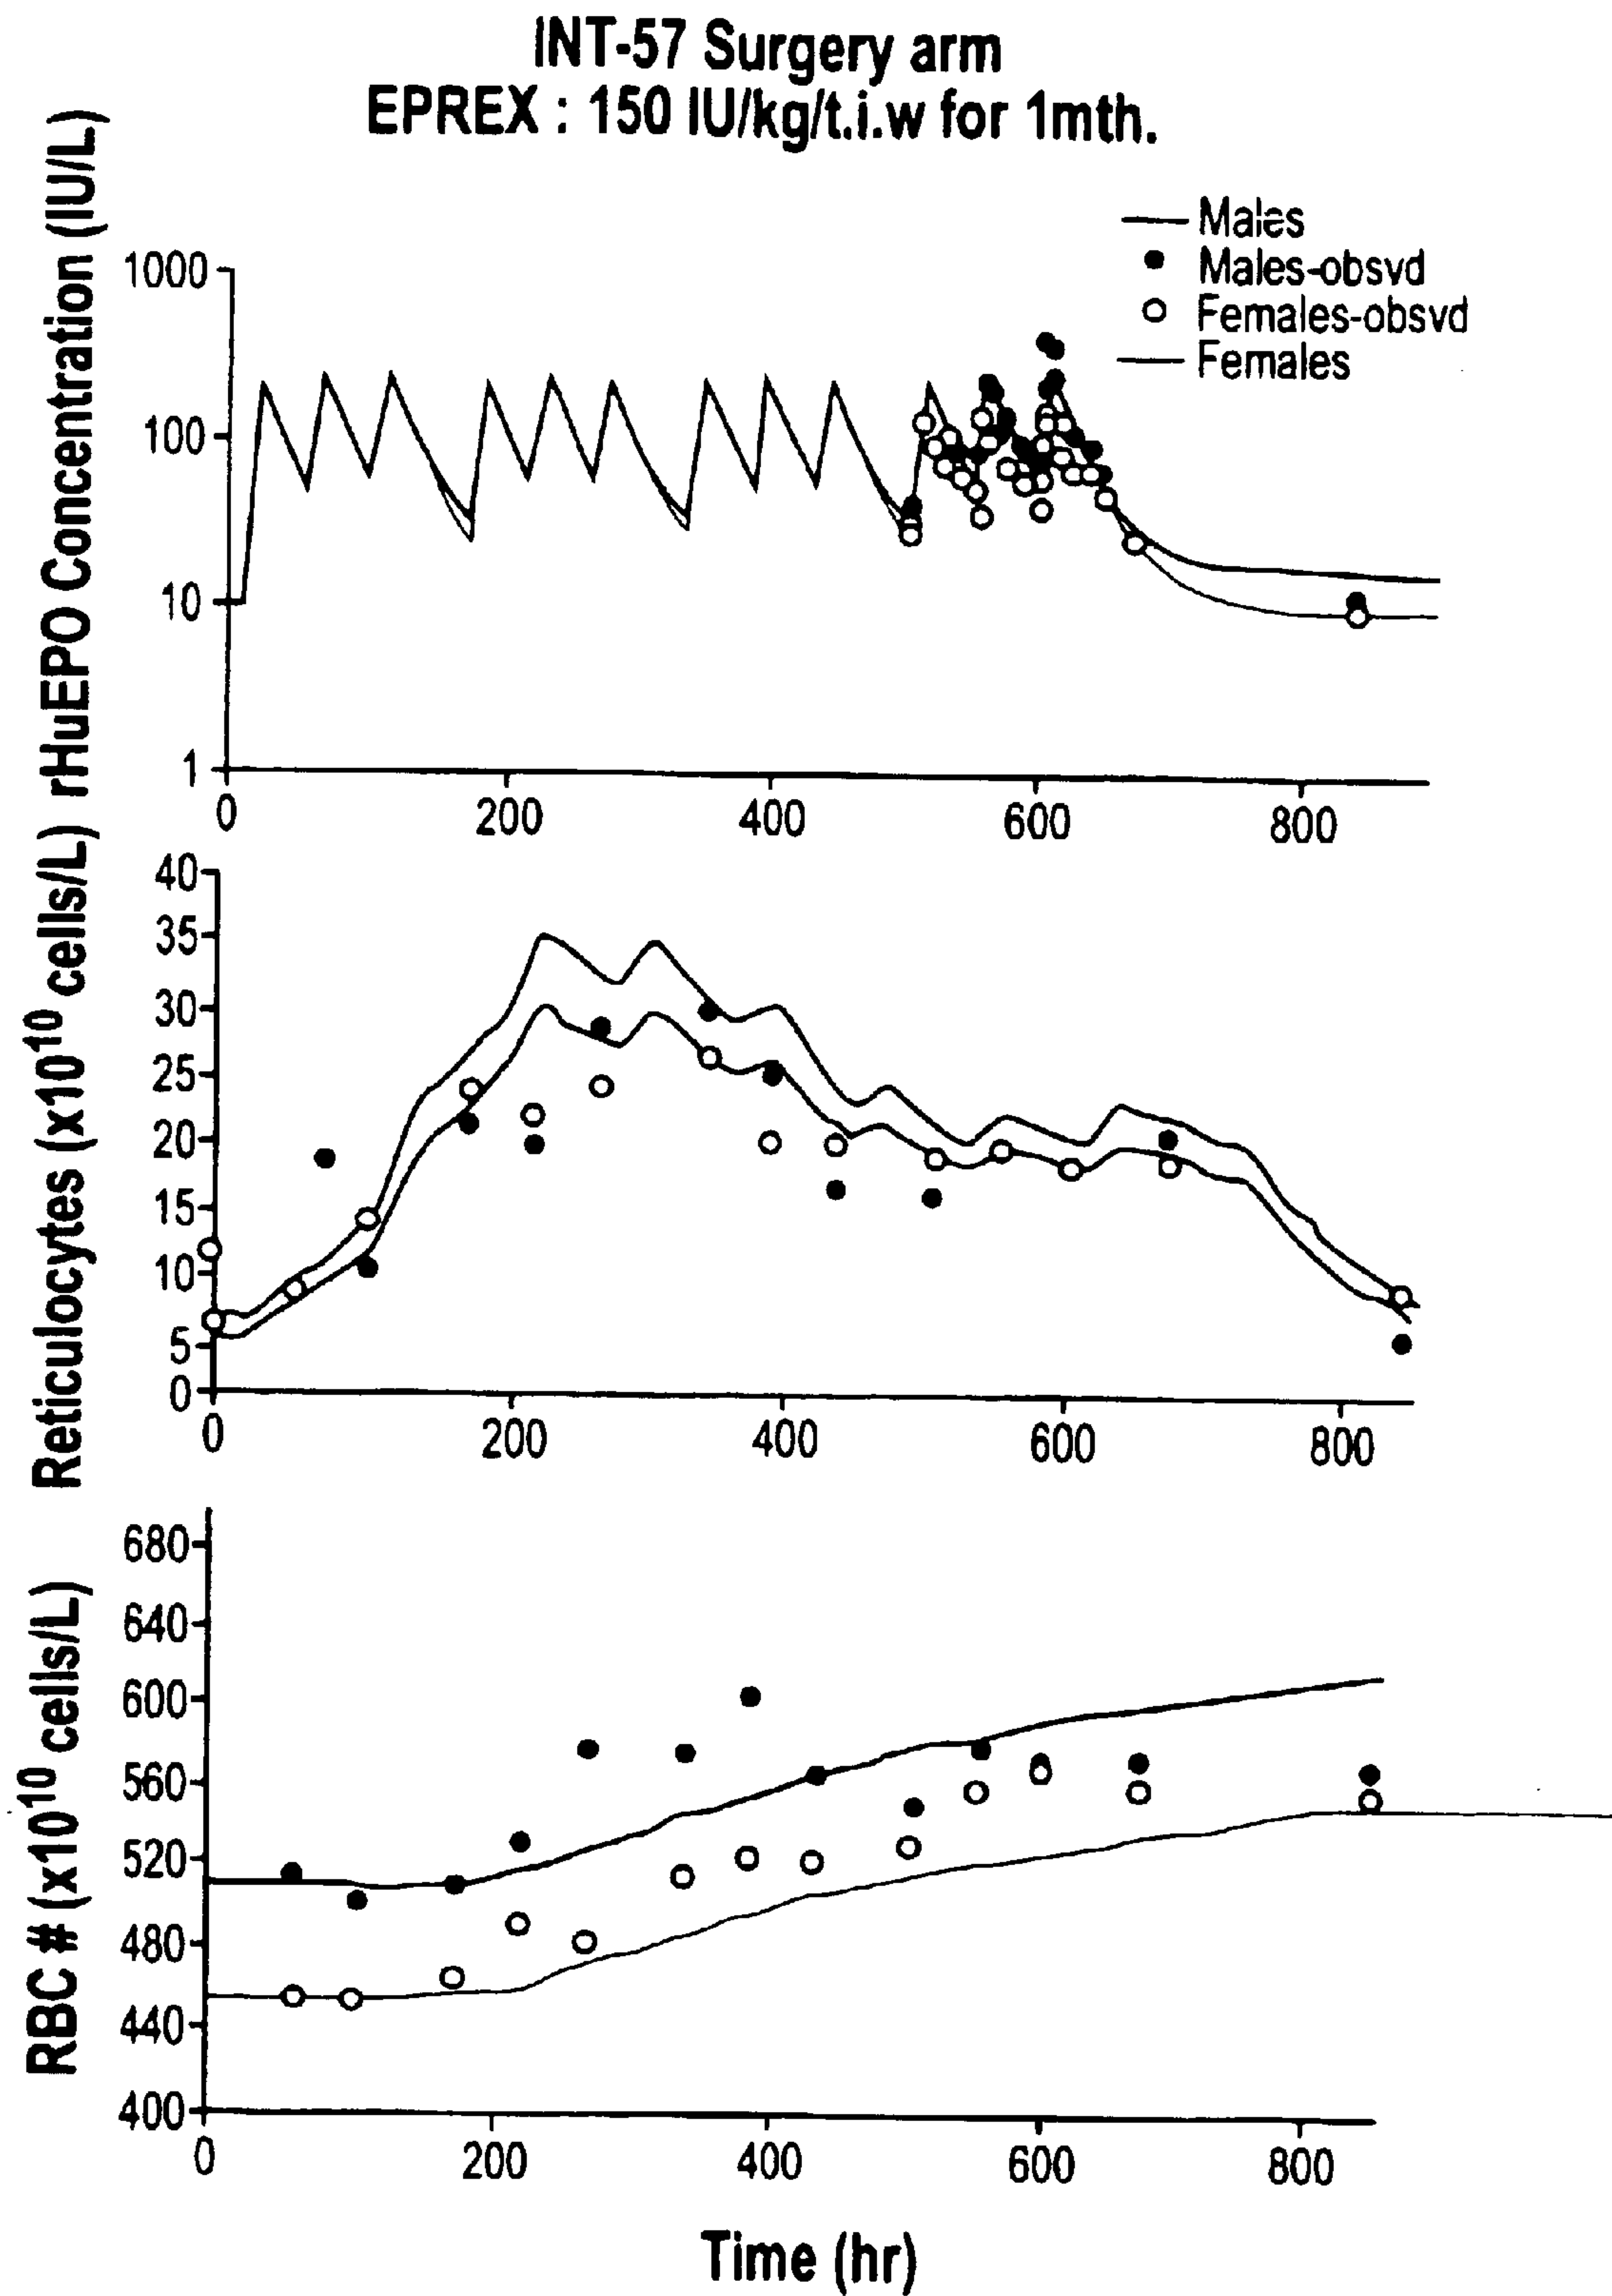 INT-57 Surgery arm
EPREX : 150 IU/kg/t.i.w for 1mth.
Males
Males-obsvd
Females-obsvd
Females
rHuEPO Concentration (IU/L)
1000
100
10
1
0 200 400 600 800
Reticulocytes (x10¹⁰ cells/L)
40
35
30
25
20
15
10
5
0
0 200 400 600 800
RBC # (x10¹⁰ cells/L)
680
640
600
560
520
480
440
400
0 200 400 600 800
Time (hr)